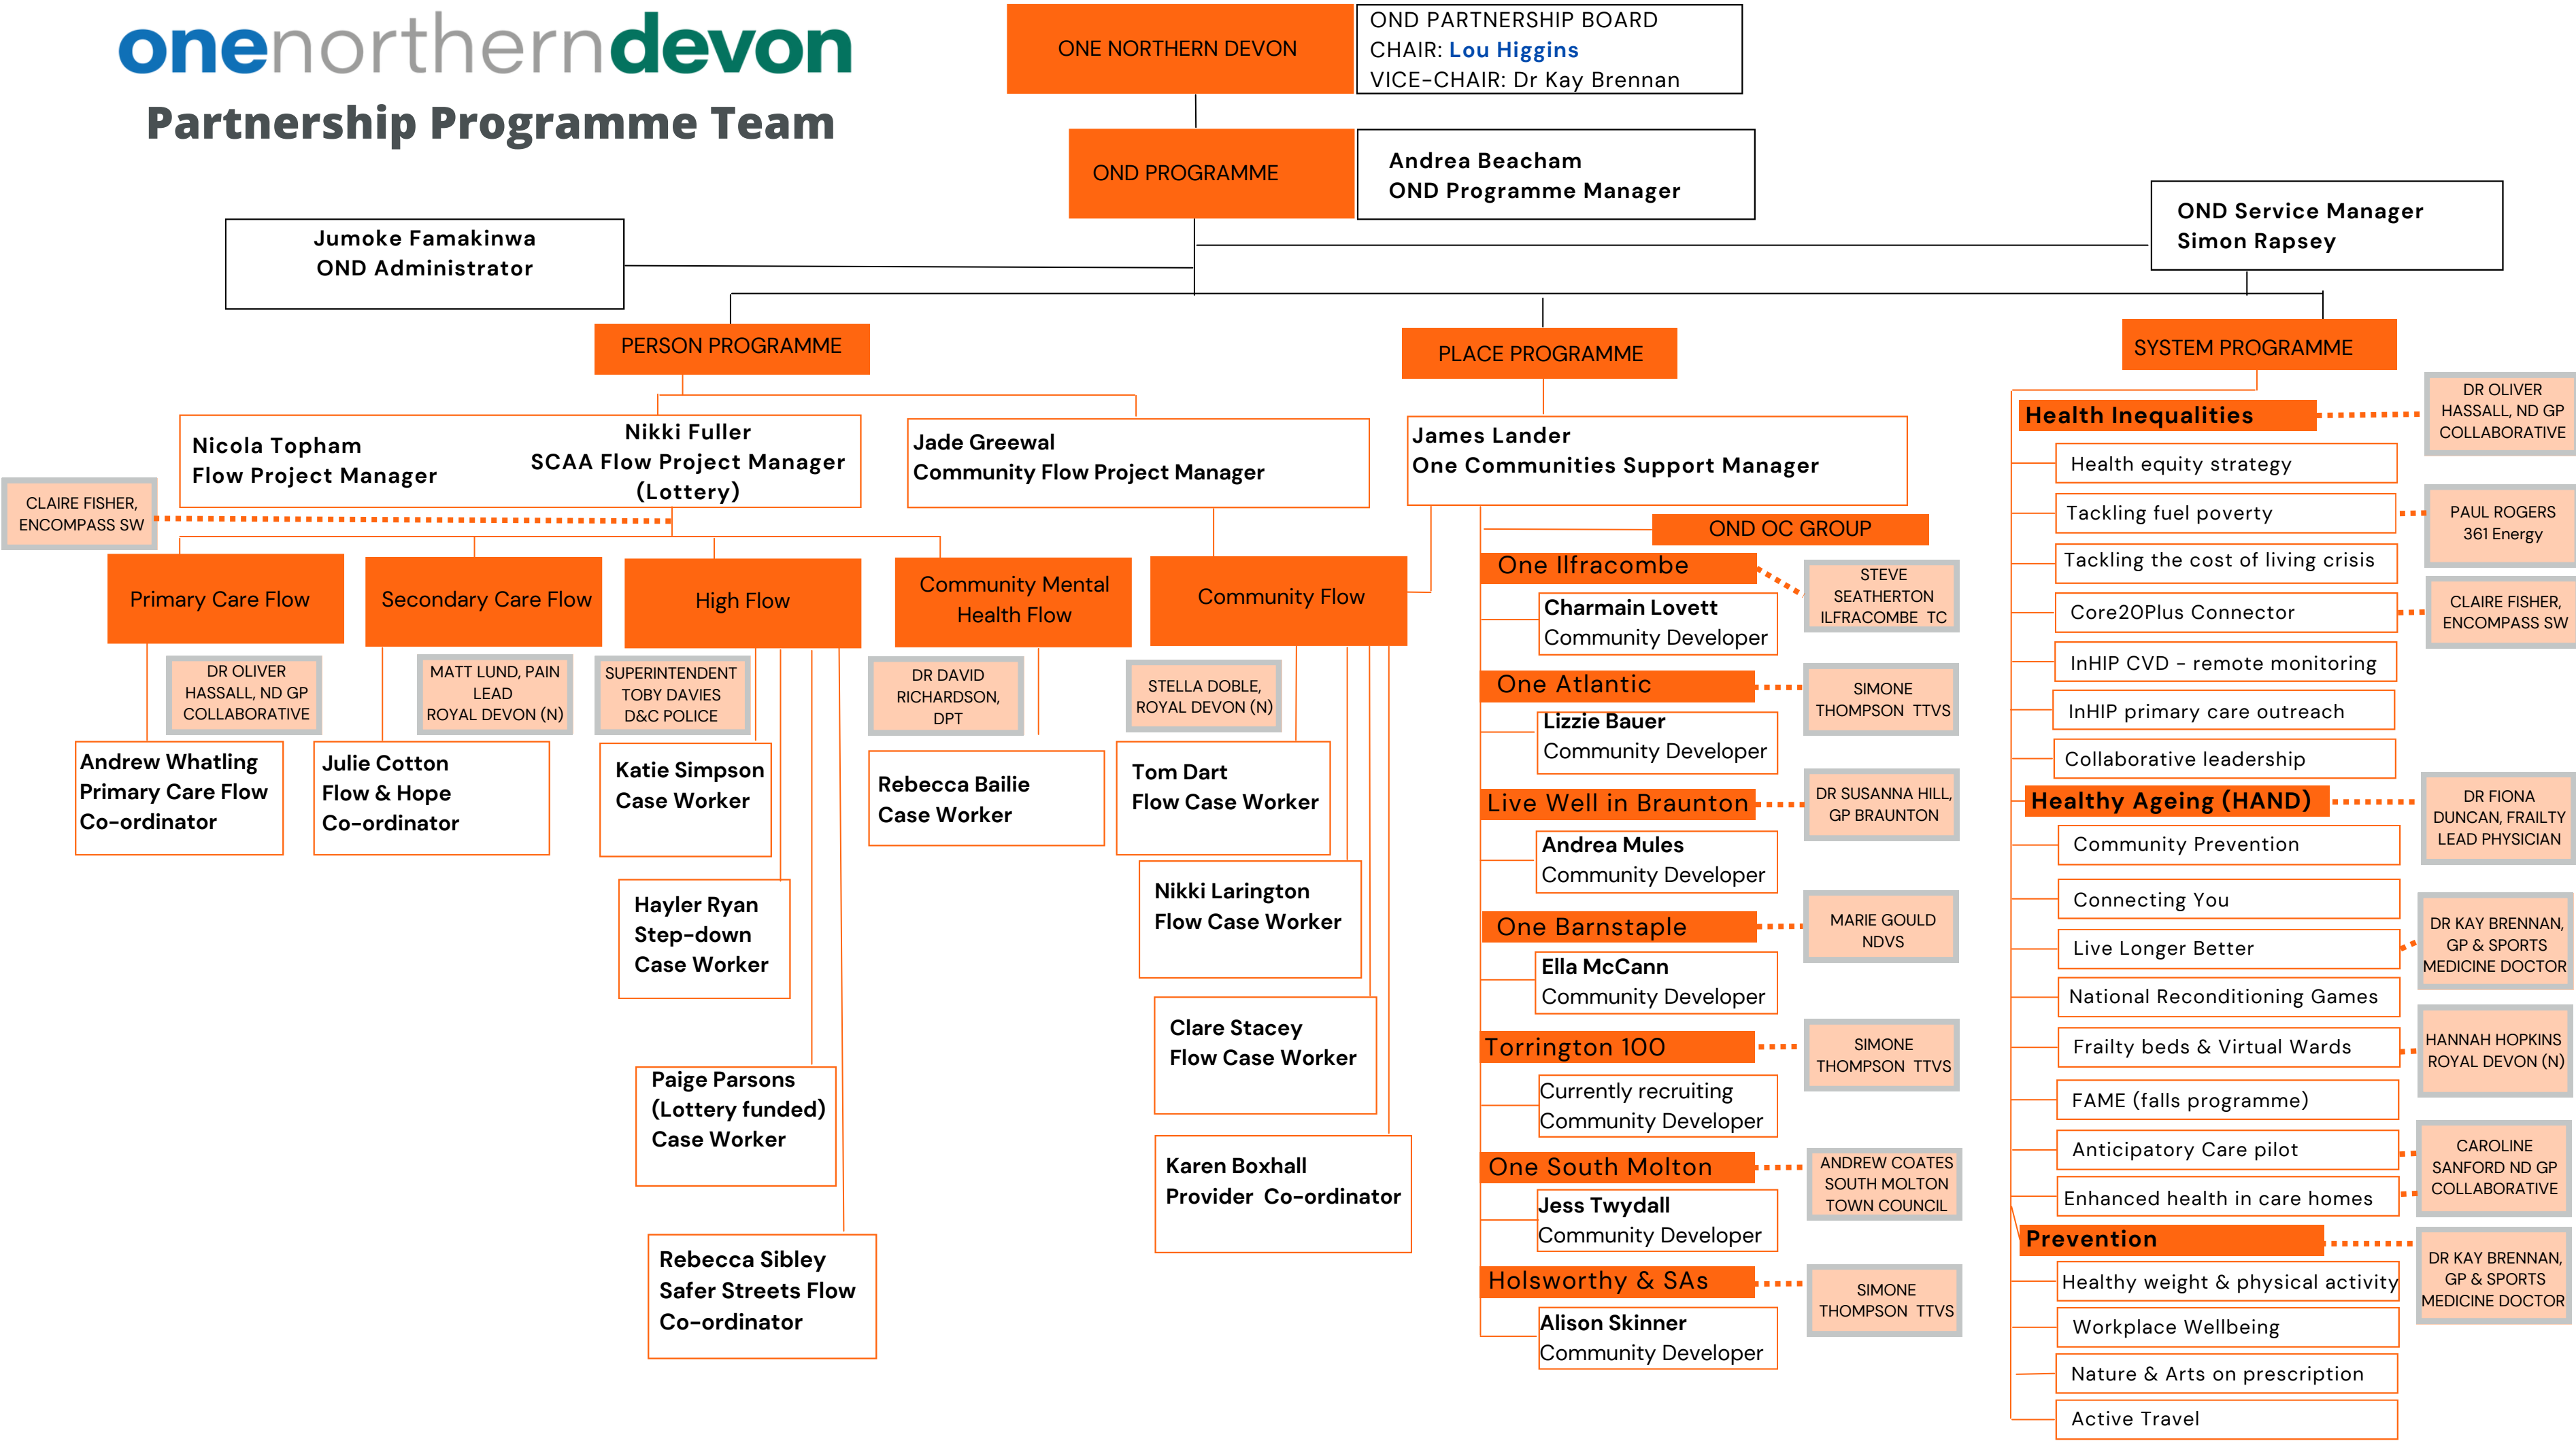 onenortherndevon
Partnership Programme Team
ONE NORTHERN DEVON
OND PARTNERSHIP BOARD
CHAIR: Lou Higgins
VICE-CHAIR: Dr Kay Brennan
OND PROGRAMME
Andrea Beacham
OND Programme Manager
Jumoke Famakinwa
OND Administrator
OND Service Manager
Simon Rapsey
PERSON PROGRAMME
Nicola Topham
Flow Project Manager
Nikki Fuller
SCAA Flow Project Manager
(Lottery)
Jade Greewal
Community Flow Project Manager
CLAIRE FISHER,
ENCOMPASS SW
Primary Care Flow
DR OLIVER
HASSALL, ND GP
COLLABORATIVE
Andrew Whatling
Primary Care Flow
Co-ordinator
Secondary Care Flow
MATT LUND, PAIN
LEAD
ROYAL DEVON (N)
Julie Cotton
Flow & Hope
Co-ordinator
High Flow
SUPERINTENDENT
TOBY DAVIES
D&C POLICE
Katie Simpson
Case Worker
Hayler Ryan
Step-down
Case Worker
Paige Parsons
(Lottery funded)
Case Worker
Rebecca Sibley
Safer Streets Flow
Co-ordinator
Community Mental
Health Flow
DR DAVID
RICHARDSON,
DPT
Rebecca Bailie
Case Worker
Community Flow
STELLA DOBLE,
ROYAL DEVON (N)
Tom Dart
Flow Case Worker
Nikki Larington
Flow Case Worker
Clare Stacey
Flow Case Worker
Karen Boxhall
Provider Co-ordinator
PLACE PROGRAMME
James Lander
One Communities Support Manager
OND OC GROUP
One Ilfracombe
STEVE
SEATHERTON
ILFRACOMBE TC
Charmain Lovett
Community Developer
One Atlantic
SIMONE
THOMPSON TTVS
Lizzie Bauer
Community Developer
Live Well in Braunton
DR SUSANNA HILL,
GP BRAUNTON
Andrea Mules
Community Developer
One Barnstaple
MARIE GOULD
NDVS
Ella McCann
Community Developer
Torrington 100
SIMONE
THOMPSON TTVS
Currently recruiting
Community Developer
One South Molton
ANDREW COATES
SOUTH MOLTON
TOWN COUNCIL
Jess Twydall
Community Developer
Holsworthy & SAs
SIMONE
THOMPSON TTVS
Alison Skinner
Community Developer
SYSTEM PROGRAMME
Health Inequalities
DR OLIVER
HASSALL, ND GP
COLLABORATIVE
Health equity strategy
Tackling fuel poverty
PAUL ROGERS
361 Energy
Tackling the cost of living crisis
Core20Plus Connector
CLAIRE FISHER,
ENCOMPASS SW
InHIP CVD - remote monitoring
InHIP primary care outreach
Collaborative leadership
Healthy Ageing (HAND)
DR FIONA
DUNCAN, FRAILTY
LEAD PHYSICIAN
Community Prevention
Connecting You
Live Longer Better
DR KAY BRENNAN,
GP & SPORTS
MEDICINE DOCTOR
National Reconditioning Games
Frailty beds & Virtual Wards
HANNAH HOPKINS
ROYAL DEVON (N)
FAME (falls programme)
Anticipatory Care pilot
CAROLINE
SANFORD ND GP
COLLABORATIVE
Enhanced health in care homes
Prevention
DR KAY BRENNAN,
GP & SPORTS
MEDICINE DOCTOR
Healthy weight & physical activity
Workplace Wellbeing
Nature & Arts on prescription
Active Travel